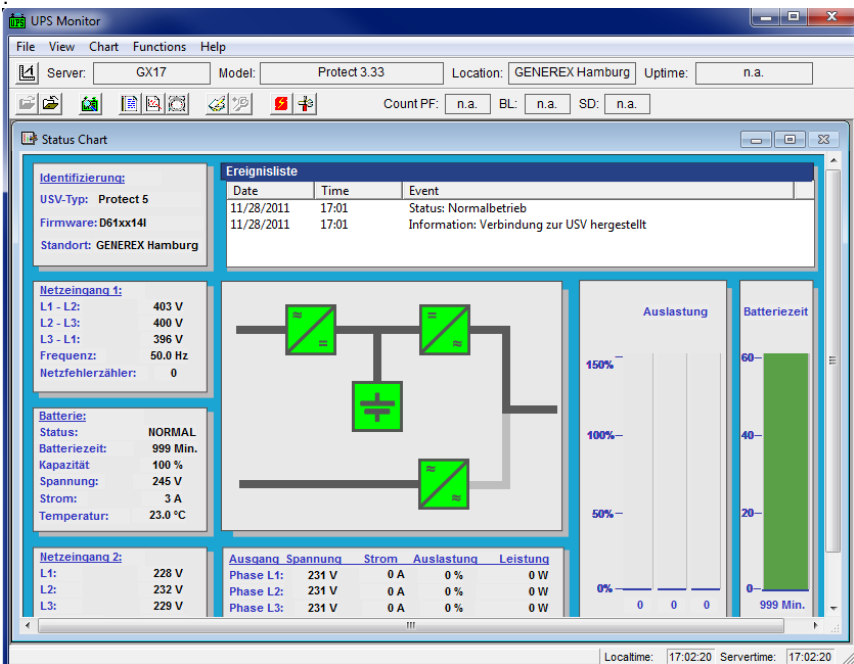 UPS UPS Monitor
File View Chart Functions Help
Server: GX17 Model: Protect 3.33 Location: GENEREX Hamburg Uptime: n.a.
Count PF: n.a. BL: n.a. SD: n.a.
Status Chart
Identifizierung:
USV-Typ: Protect 5
Firmware: D61xx14I
Standort: GENEREX Hamburg
Ereignisliste
Date Time Event
11/28/2011 17:01 Status: Normalbetrieb
11/28/2011 17:01 Information: Verbindung zur USV hergestellt
Netzeingang 1:
L1 - L2: 403 V
L2 - L3: 400 V
L3 - L1: 396 V
Frequenz: 50.0 Hz
Netzfehlerzähler: 0
Batterie:
Status: NORMAL
Batteriezeit: 999 Min.
Kapazität 100 %
Spannung: 245 V
Strom: 3 A
Temperatur: 23.0 °C
Netzeingang 2:
L1: 228 V
L2: 232 V
L3: 229 V
≈ =
= ≈
≈
≈
Ausgang Spannung Strom Auslastung Leistung
Phase L1: 231 V 0 A 0 % 0 W
Phase L2: 231 V 0 A 0 % 0 W
Phase L3: 231 V 0 A 0 % 0 W
Auslastung
150%
100%
50%
0%
0 0 0
Batteriezeit
60
40
20
0
999 Min.
Localtime: 17:02:20 Servertime: 17:02:20